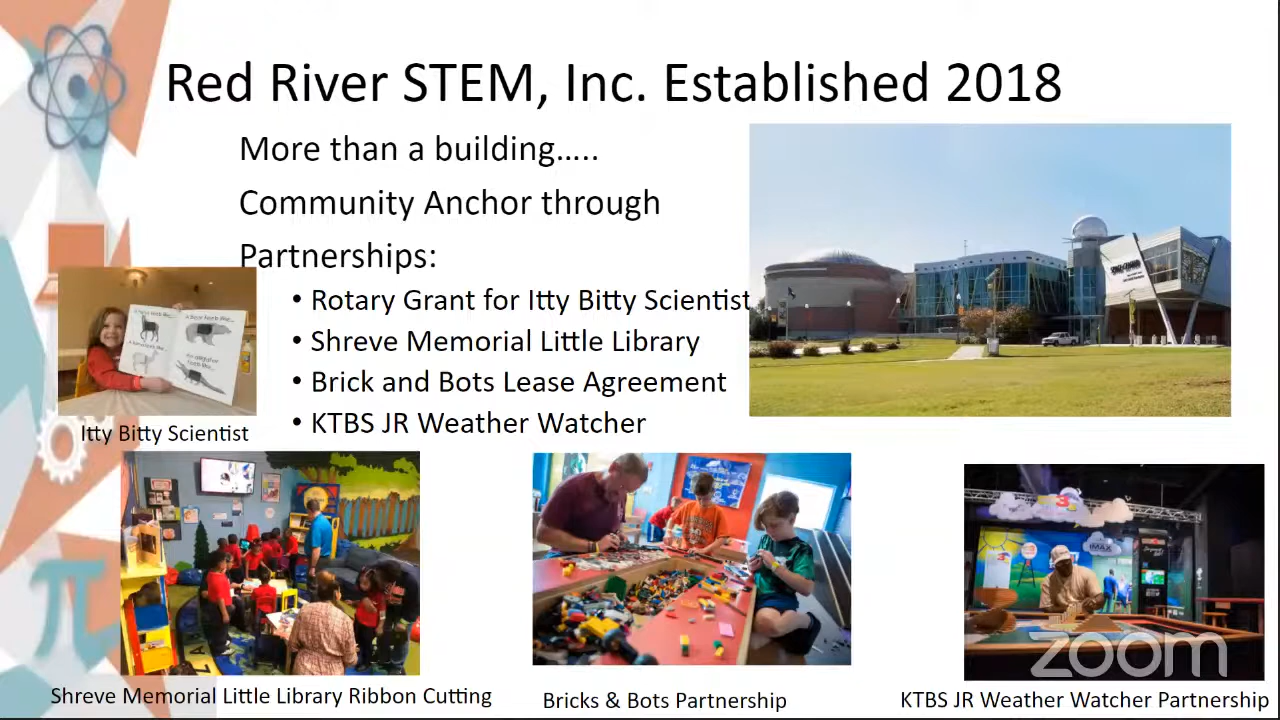 Red River STEM, Inc. Established 2018
More than a building.....
Community Anchor through
Partnerships:
• Rotary Grant for Itty Bitty Scientist
• Shreve Memorial Little Library
• Brick and Bots Lease Agreement
• KTBS JR Weather Watcher
Itty Bitty Scientist
Shreve Memorial Little Library Ribbon Cutting
Bricks & Bots Partnership
KTBS JR Weather Watcher Partnership
zoom
IMAX
π